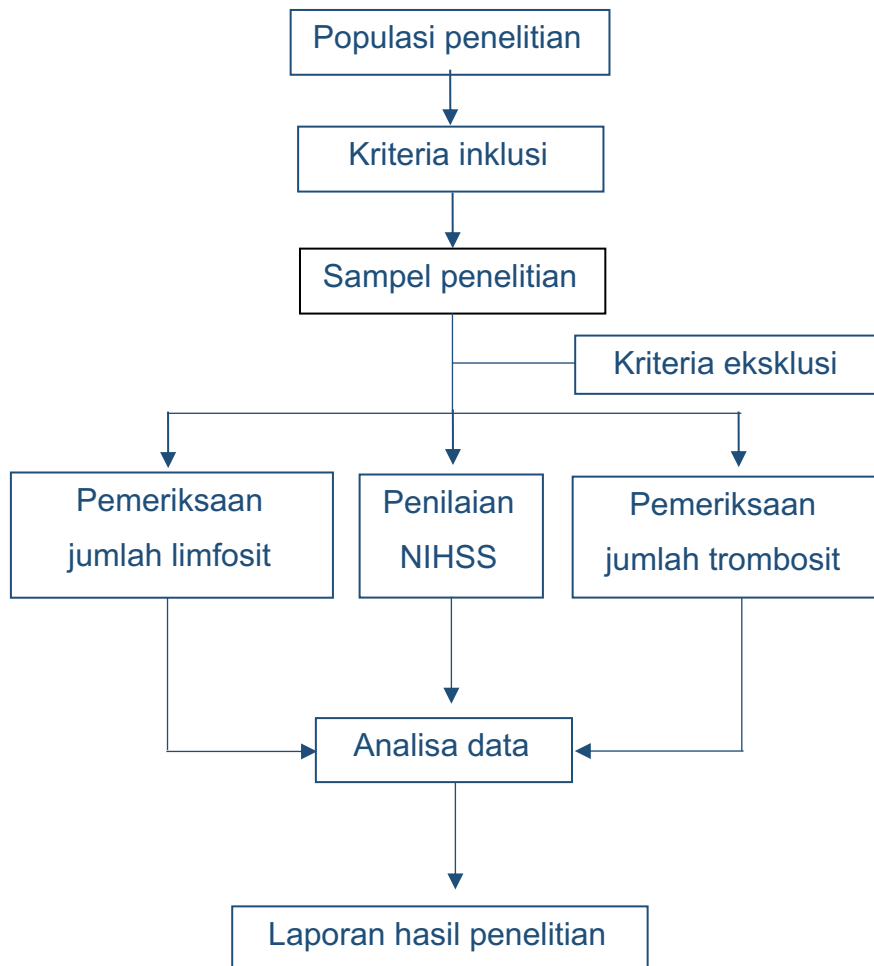 Populasi penelitian
Kriteria inklusi
Sampel penelitian
Kriteria eksklusi
Pemeriksaan
jumlah limfosit
Penilaian
NIHSS
Pemeriksaan
jumlah trombosit
Analisa data
Laporan hasil penelitian